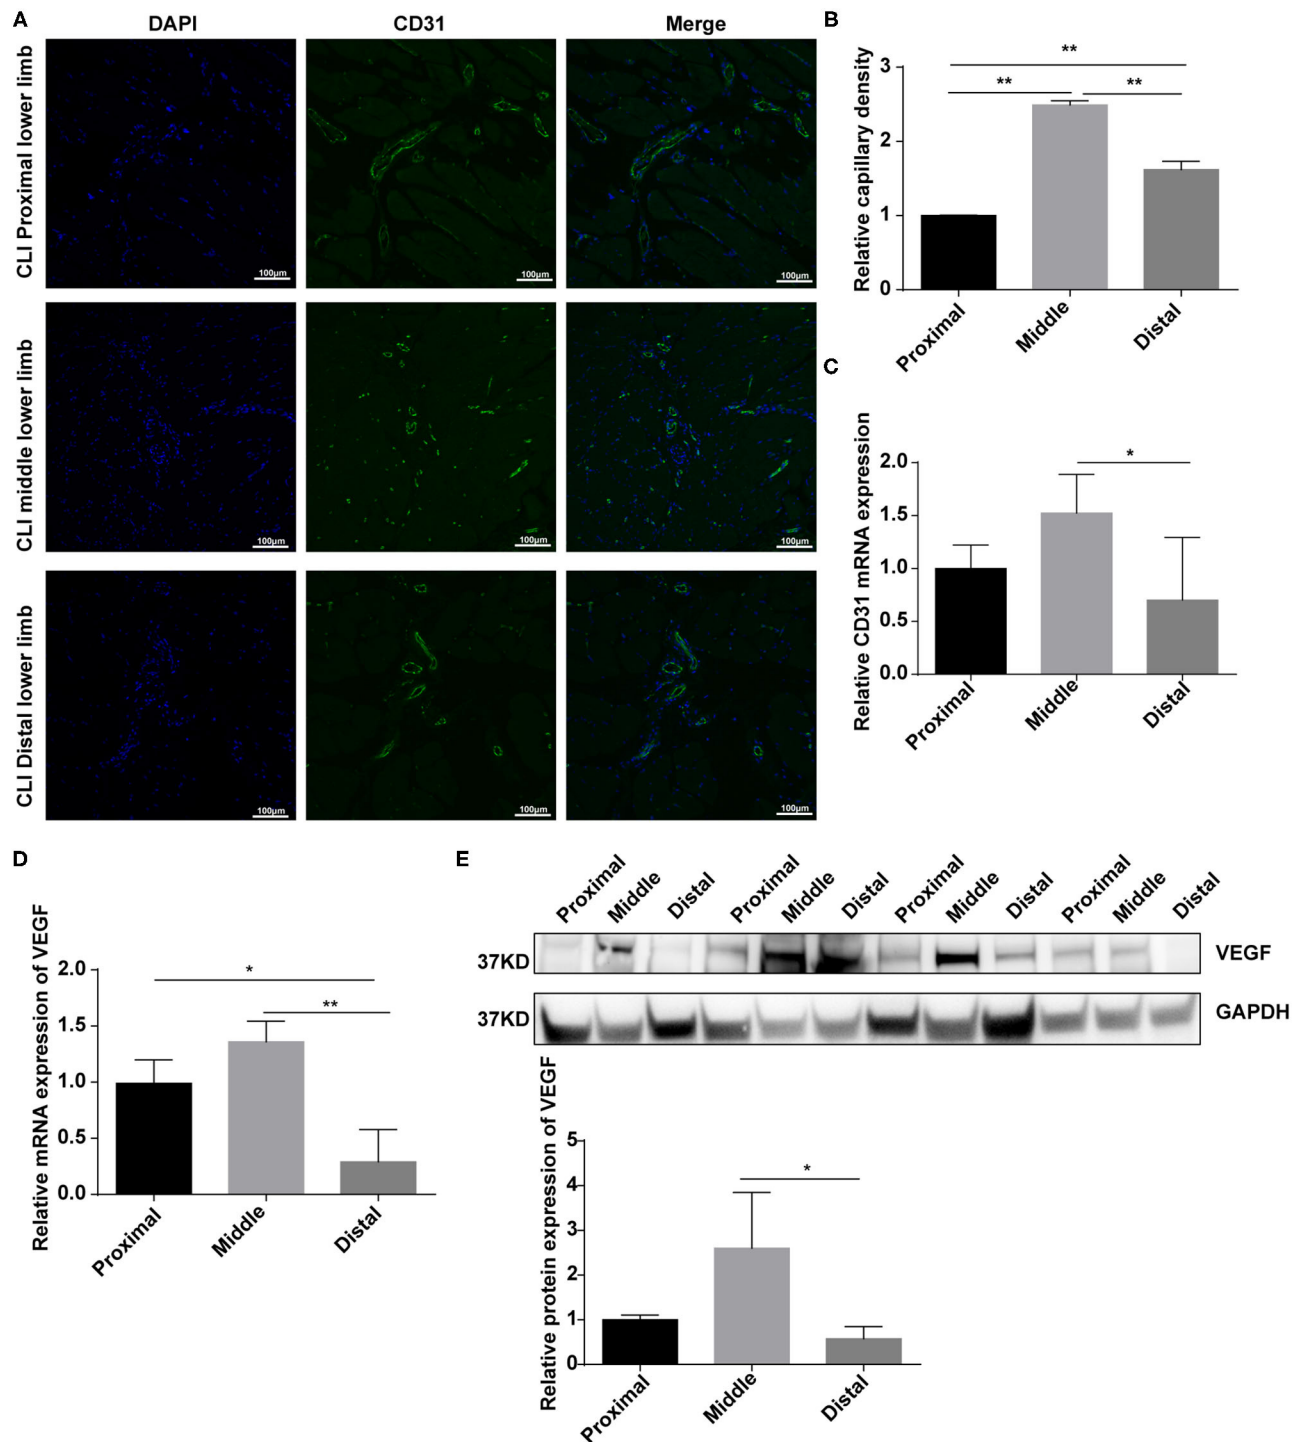 A
DAPI
CD31
Merge
CLI Proximal lower limb
100µm
100µm
100µm
CLI middle lower limb
100µm
100µm
100µm
CLI Distal lower limb
100µm
100µm
100µm
B
Relative capillary density
3
2
1
0
**
**
**
Proximal
Middle
Distal
C
Relative CD31 mRNA expression
2.0
1.5
1.0
0.5
0.0
*
Proximal
Middle
Distal
D
Relative mRNA expression of VEGF
2.0
1.5
1.0
0.5
0.0
*
**
Proximal
Middle
Distal
E
Proximal Middle Distal Proximal Middle Distal Proximal Middle Distal Proximal Middle Distal
37KD VEGF
37KD GAPDH
Relative protein expression of VEGF
5
4
3
2
1
0
*
Proximal
Middle
Distal